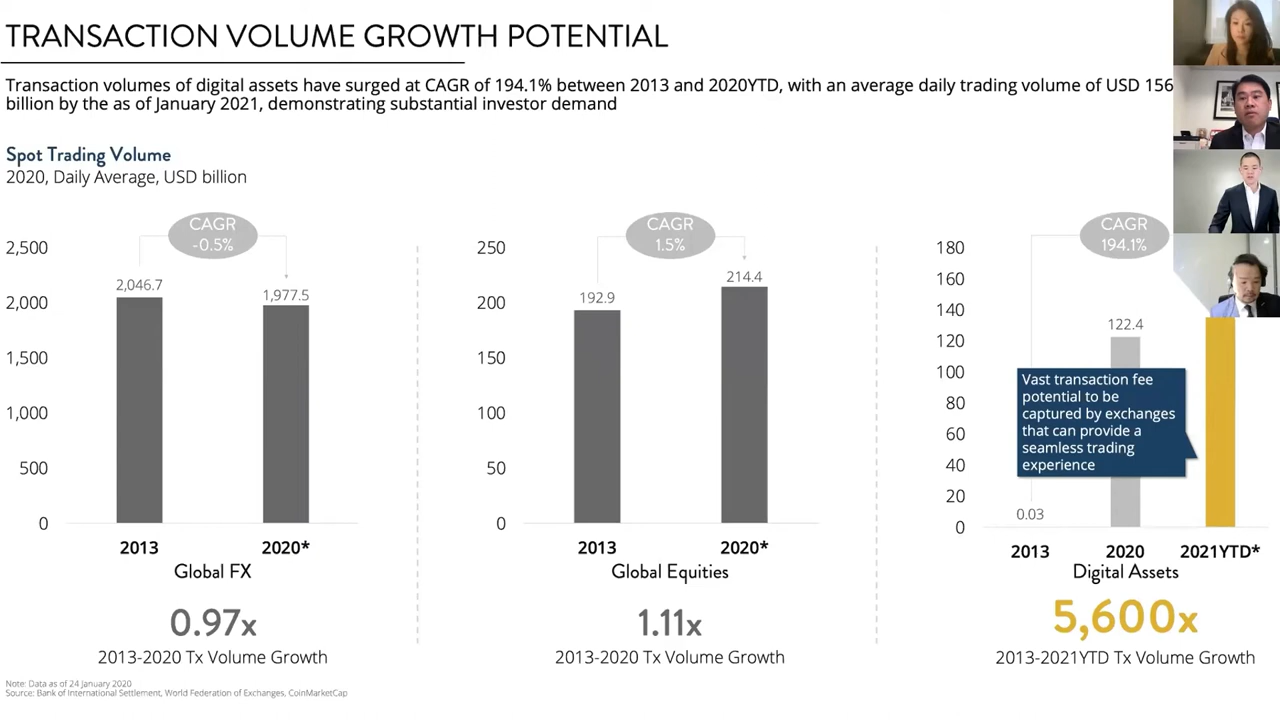 TRANSACTION VOLUME GROWTH POTENTIAL
Transaction volumes of digital assets have surged at CAGR of 194.1% between 2013 and 2020YTD, with an average daily trading volume of USD 156
billion by the as of January 2021, demonstrating substantial investor demand
Spot Trading Volume
2020, Daily Average, USD billion
CAGR
-0.5%
2,500
2,000
1,500
1,000
500
0
2,046.7
1,977.5
2013
2020*
Global FX
0.97x
2013-2020 Tx Volume Growth
CAGR
1.5%
250
200
150
100
50
0
192.9
214.4
2013
2020*
Global Equities
1.11x
2013-2020 Tx Volume Growth
CAGR
194.1%
180
160
140
120
100
80
60
40
20
0
122.4
Vast transaction fee
potential to be
captured by exchanges
that can provide a
seamless trading
experience
0.03
2013
2020
2021YTD*
Digital Assets
5,600x
2013-2021YTD Tx Volume Growth
Note: Data as of 24 January 2020
Source: Bank of International Settlement, World Federation of Exchanges, CoinMarketCap